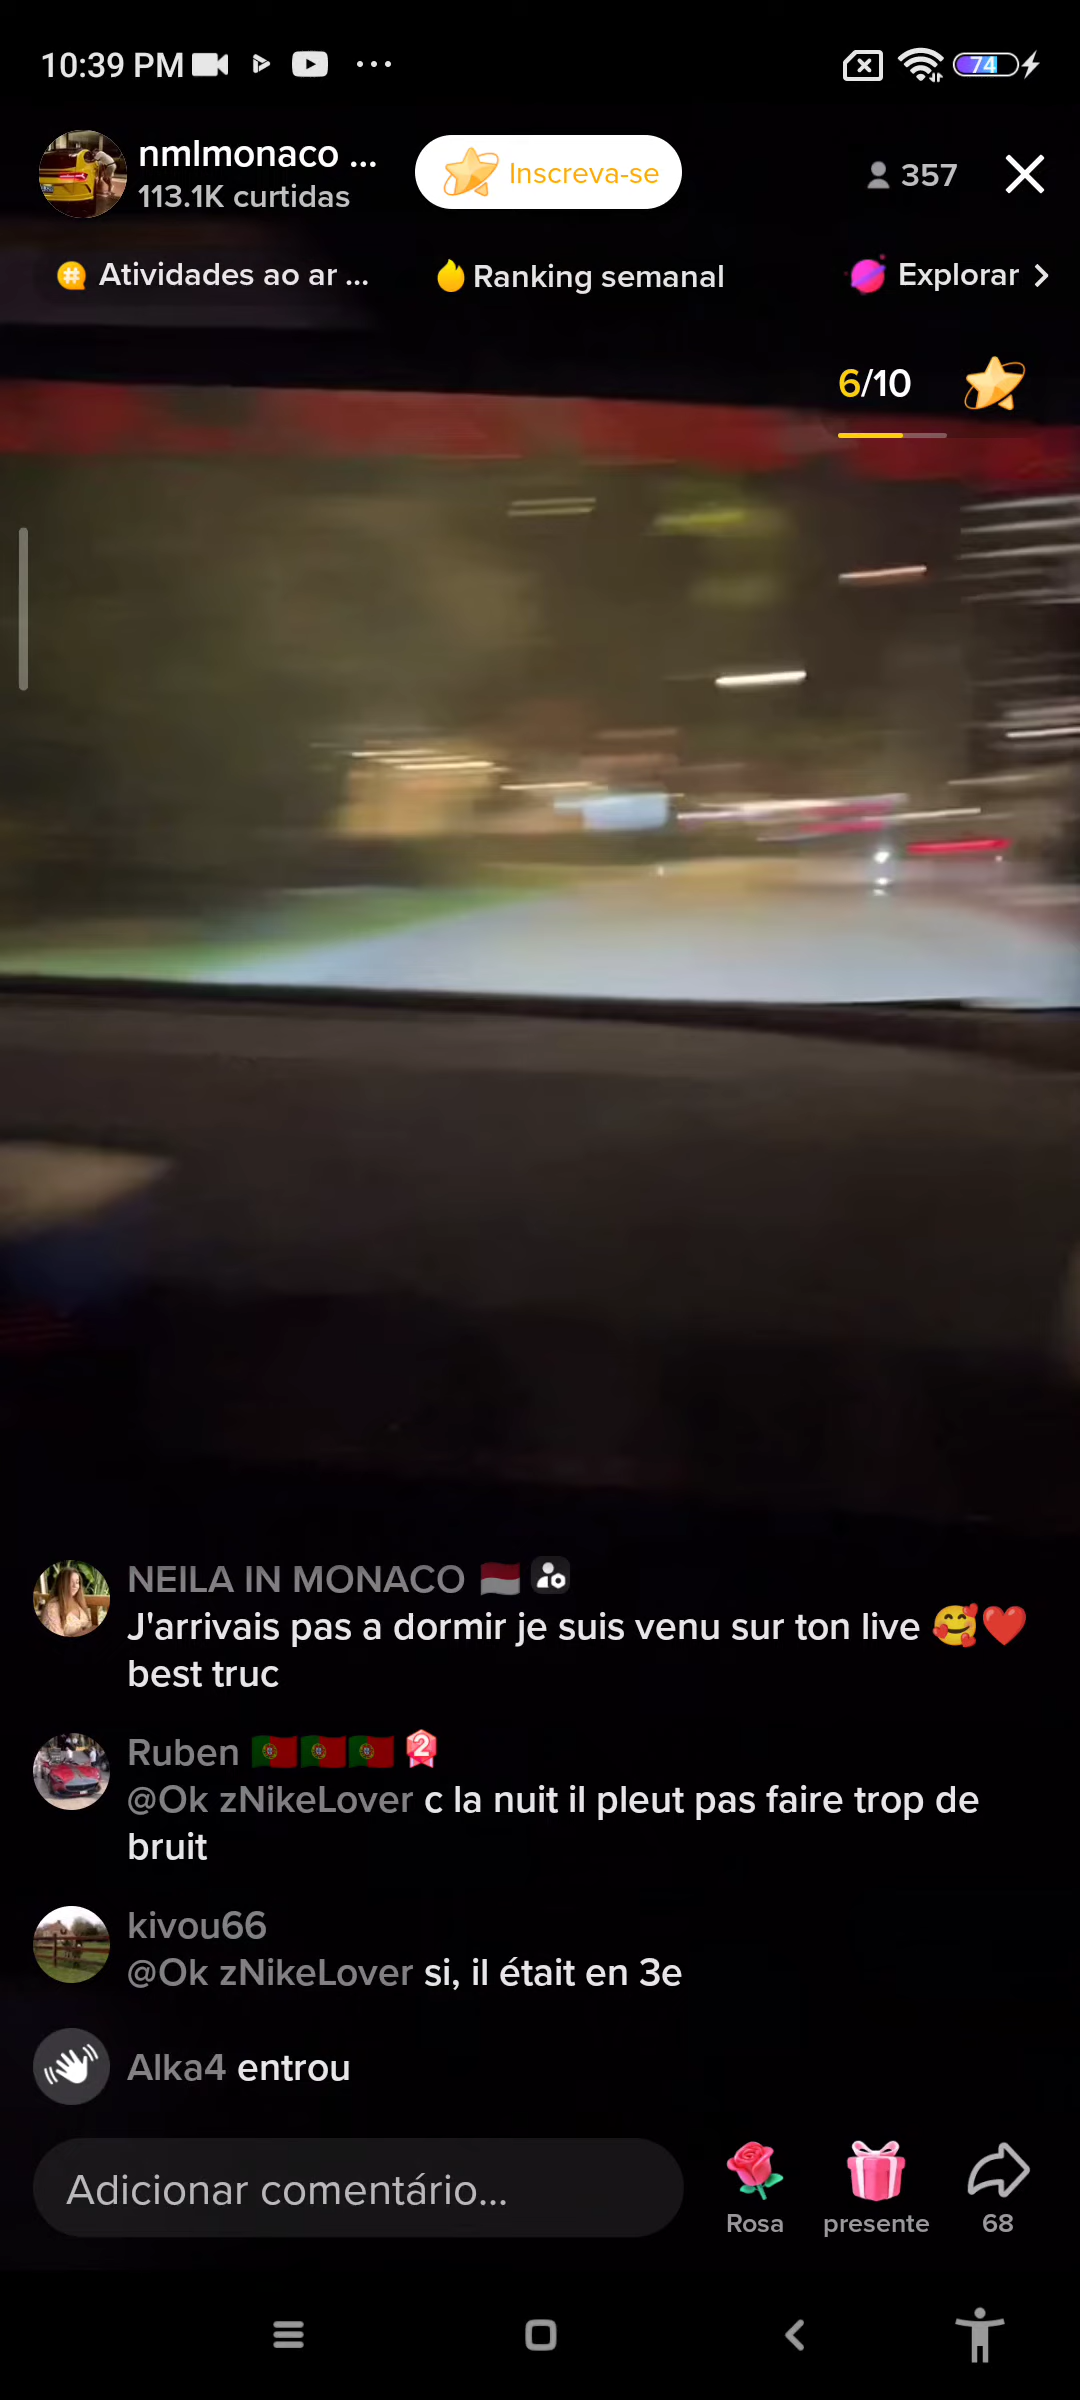 10:39 PM
74
nmlmonaco ...
113.1K curtidas
Inscreva-se
357
Atividades ao ar ...
Ranking semanal
Explorar
6/10
NEILA IN MONACO
J'arrivais pas a dormir je suis venu sur ton live 🥰❤️
best truc
Ruben 🇵🇹🇵🇹🇵🇹 2
@Ok zNikeLover c la nuit il pleut pas faire trop de
bruit
kivou66
@Ok zNikeLover si, il était en 3e
Alka4 entrou
Adicionar comentário...
Rosa
presente
68